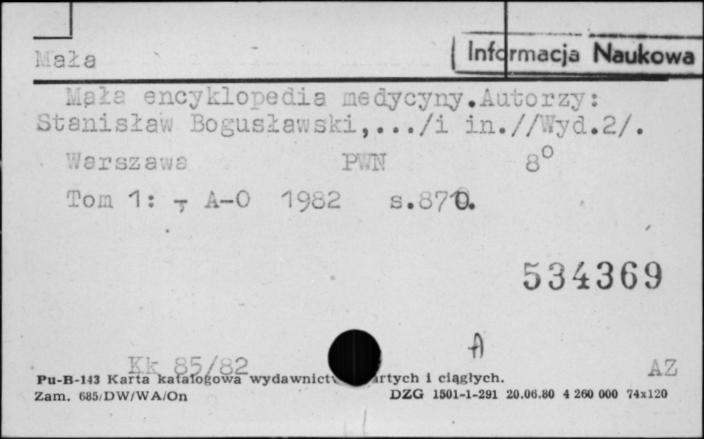 Mała
Informacja Naukowa
Mała encyklopedia medycyny.Autorzy:
Stanisław Bogusławski,.../i in.//Wyd.2/.
Warszawa PWN 8°
Tom 1: - A-O 1982 s.870.
534369
A
Kk 85/82 AZ
Pu-B-143 Karta katalogowa ciągłych.
Zam. 685/DW/WA/On DZG 1501-1-291 20.06.80 4 260 000 74x120